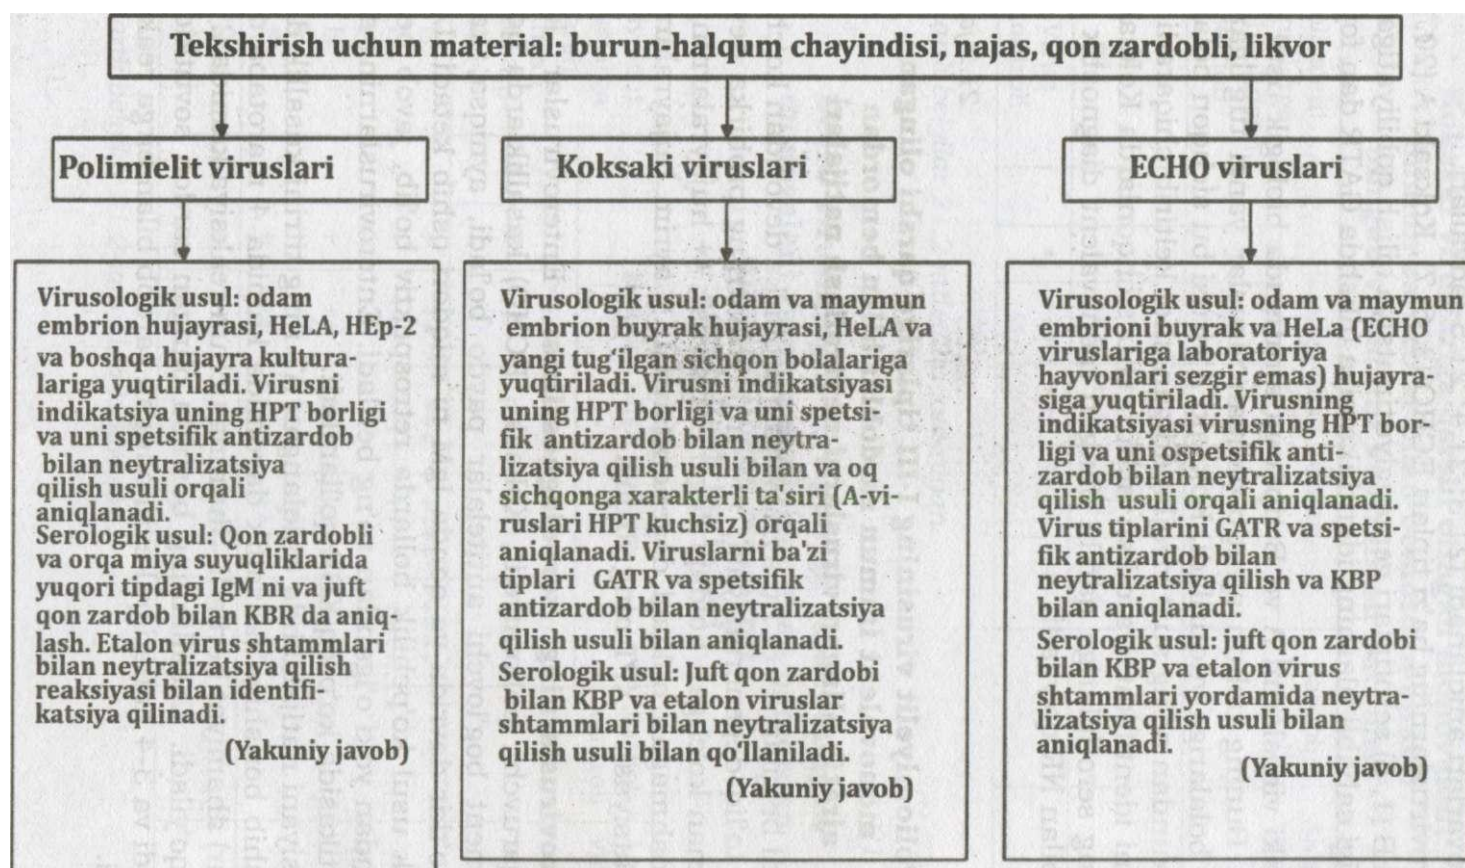 Tekshirish uchun material: burun-halqum chayindisi, najas, qon zardobli, likvor
Polimielit viruslari
Koksaki viruslari
ECHO viruslari
Virusologik usul: odam
embrion hujayrasi, HeLA, HEp-2
va boshqa hujayra kultura-
lariga yuqtiriladi. Virusni
indikatsiya uning HPT borligi
va uni spetsifik antizardob
bilan neytralizatsiya
qilish usuli orqali
aniqlanadi.
Serologik usul: Qon zardobli
va orqa miya suyuqliklarida
yuqori tipdagi IgM ni va juft
qon zardob bilan KBR da aniq-
lash. Etalon virus shtammlari
bilan neytralizatsiya qilish
reaksiyasi bilan identifi-
katsiya qilinadi.
(Yakuniy javob)
Virusologik usul: odam va maymun
embrion buyrak hujayrasi, HeLA va
yangi tug‘ilgan sichqon bolalariga
yuqtiriladi. Virusni indikatsiyasi
uning HPT borligi va uni spetsi-
fik antizardob bilan neytra-
lizatsiya qilish usuli bilan va oq
sichqonga xarakterli ta'siri (A-vi-
ruslari HPT kuchsiz) orqali
aniqlanadi. Viruslarni ba'zi
tiplari GATR va spetsifik
antizardob bilan neytralizatsiya
qilish usuli bilan aniqlanadi.
Serologik usul: Juft qon zardobi
bilan KBP va etalon viruslar
shtammlari bilan neytralizatsiya
qilish usuli bilan qo‘llaniladi.
(Yakuniy javob)
Virusologik usul: odam va maymun
embrioni buyrak va HeLa (ECHO
viruslariga laboratoriya
hayvonlari sezgir emas) hujayra-
siga yuqtiriladi. Virusning
indikatsiyasi virusning HPT bor-
ligi va uni ospetsifik anti-
zardob bilan neytralizatsiya
qilish usuli orqali aniqlanadi.
Virus tiplarini GATR va spetsi-
fik antizardob bilan
neytralizatsiya qilish va KBP
bilan aniqlanadi.
Serologik usul: juft qon zardobi
bilan KBP va etalon virus
shtammlari yordamida neytra-
lizatsiya qilish usuli bilan
aniqlanadi.
(Yakuniy javob)